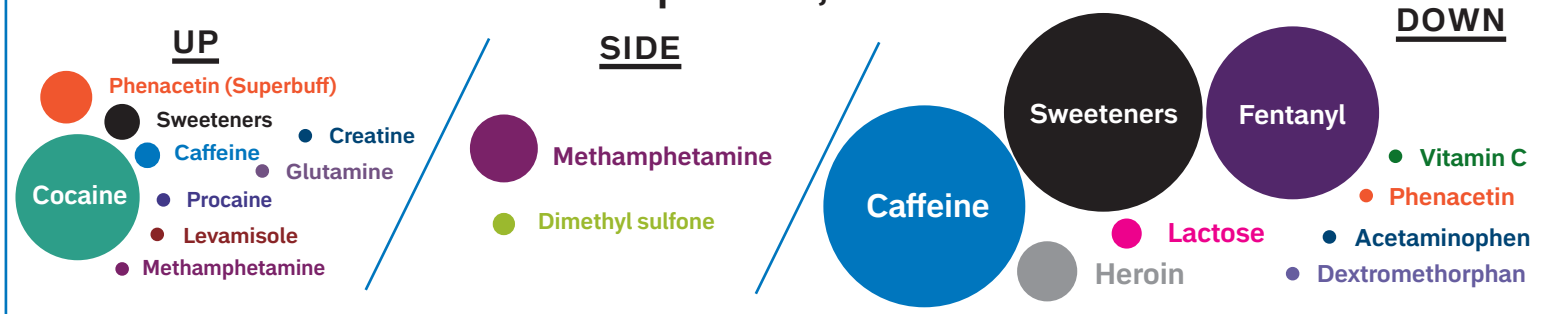 UP
Phenacetin (Superbuff)
Sweeteners
Creatine
Caffeine
Glutamine
Cocaine
Procaine
Levamisole
Methamphetamine
SIDE
Methamphetamine
Dimethyl sulfone
DOWN
Sweeteners
Fentanyl
Vitamin C
Caffeine
Phenacetin
Lactose
Acetaminophen
Heroin
Dextromethorphan